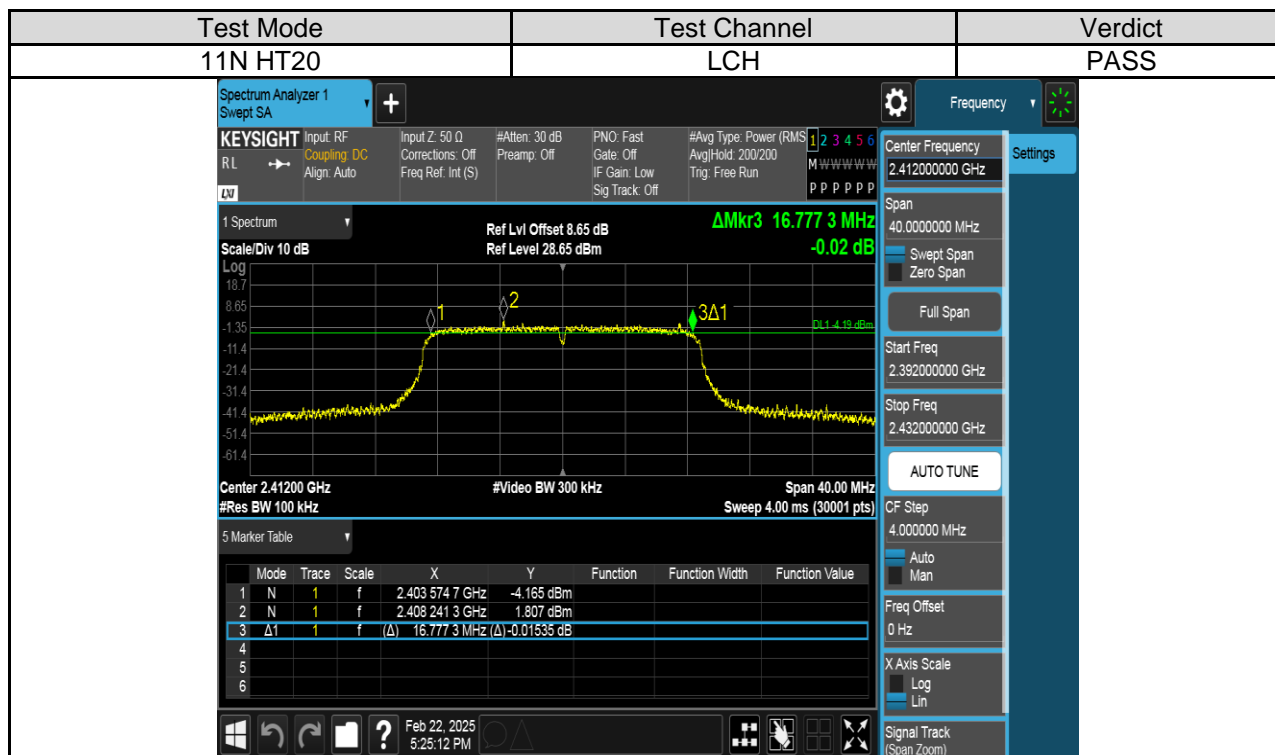 Test Mode Test Channel Verdict
11N HT20 LCH PASS
Spectrum Analyzer 1
Swept SA
+
Frequency
KEYSIGHT
RL
LXI
Input: RF
Coupling: DC
Align: Auto
Input Z: 50 Ω
Corrections: Off
Freq Ref: Int (S)
#Atten: 30 dB
Preamp: Off
PNO: Fast
Gate: Off
IF Gain: Low
Sig Track: Off
#Avg Type: Power (RMS
Avg|Hold: 200/200
Trig: Free Run
1 2 3 4 5 6
M W W W W W
P P P P P P
1 Spectrum
Scale/Div 10 dB
Ref Lvl Offset 8.65 dB
Ref Level 28.65 dBm
ΔMkr3 16.777 3 MHz
-0.02 dB
Log
18.7
8.65
-1.35
-11.4
-21.4
-31.4
-41.4
-51.4
-61.4
1
2
3Δ1
DL1 -4.19 dBm
Center 2.41200 GHz #Video BW 300 kHz Span 40.00 MHz
#Res BW 100 kHz Sweep 4.00 ms (30001 pts)
5 Marker Table
Mode Trace Scale X Y Function Function Width Function Value
1 N 1 f 2.403 574 7 GHz -4.165 dBm
2 N 1 f 2.408 241 3 GHz 1.807 dBm
3 Δ1 1 f (Δ) 16.777 3 MHz (Δ) -0.01535 dB
4
5
6
?
Feb 22, 2025
5:25:12 PM
Center Frequency
2.412000000 GHz
Settings
Span
40.0000000 MHz
Swept Span
Zero Span
Full Span
Start Freq
2.392000000 GHz
Stop Freq
2.432000000 GHz
AUTO TUNE
CF Step
4.000000 MHz
Auto
Man
Freq Offset
0 Hz
X Axis Scale
Log
Lin
Signal Track
(Span Zoom)